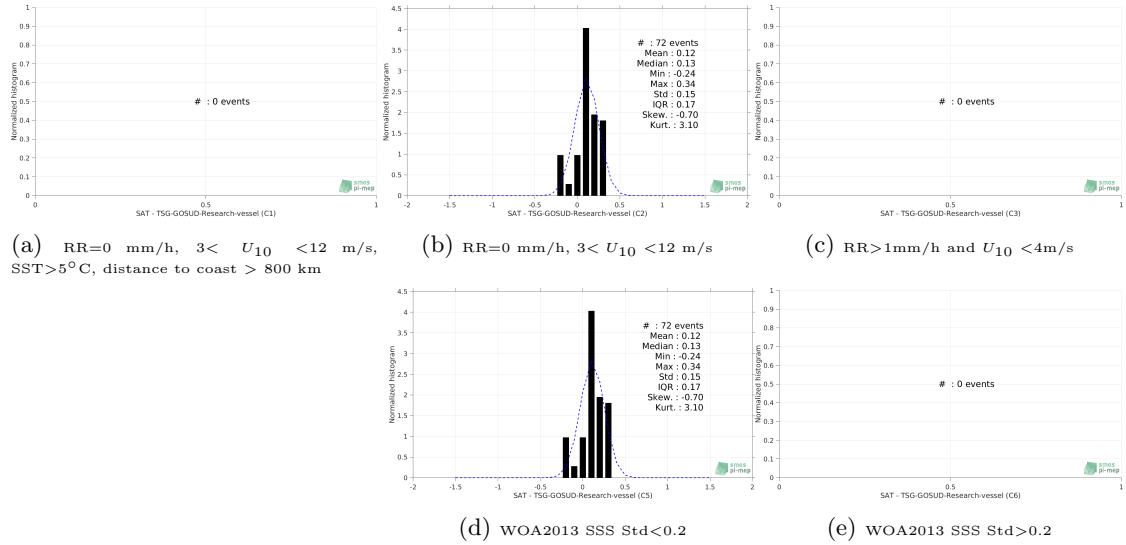 1
0.9
0.8
0.7
0.6
0.5
0.4
0.3
0.2
0.1
0
Normalized histogram
# : 0 events
smos
pi-mep
0 0.5 1
SAT - TSG-GOSUD-Research-vessel (C1)
4.5
4
3.5
3
2.5
2
1.5
1
0.5
0
Normalized histogram
# : 72 events
Mean : 0.12
Median : 0.13
Min : -0.24
Max : 0.34
Std : 0.15
IQR : 0.17
Skew. : -0.70
Kurt. : 3.10
smos
pi-mep
-2 -1.5 -1 -0.5 0 0.5 1 1.5 2
SAT - TSG-GOSUD-Research-vessel (C2)
1
0.9
0.8
0.7
0.6
0.5
0.4
0.3
0.2
0.1
0
Normalized histogram
# : 0 events
smos
pi-mep
0 0.5 1
SAT - TSG-GOSUD-Research-vessel (C3)
(a) RR=0 mm/h, 3< U10 <12 m/s,
SST>5°C, distance to coast > 800 km
(b) RR=0 mm/h, 3< U10 <12 m/s
(c) RR>1mm/h and U10 <4m/s
4.5
4
3.5
3
2.5
2
1.5
1
0.5
0
Normalized histogram
# : 72 events
Mean : 0.12
Median : 0.13
Min : -0.24
Max : 0.34
Std : 0.15
IQR : 0.17
Skew. : -0.70
Kurt. : 3.10
smos
pi-mep
-2 -1.5 -1 -0.5 0 0.5 1 1.5 2
SAT - TSG-GOSUD-Research-vessel (C5)
1
0.9
0.8
0.7
0.6
0.5
0.4
0.3
0.2
0.1
0
Normalized histogram
# : 0 events
smos
pi-mep
0 0.5 1
SAT - TSG-GOSUD-Research-vessel (C6)
(d) WOA2013 SSS Std<0.2
(e) WOA2013 SSS Std>0.2